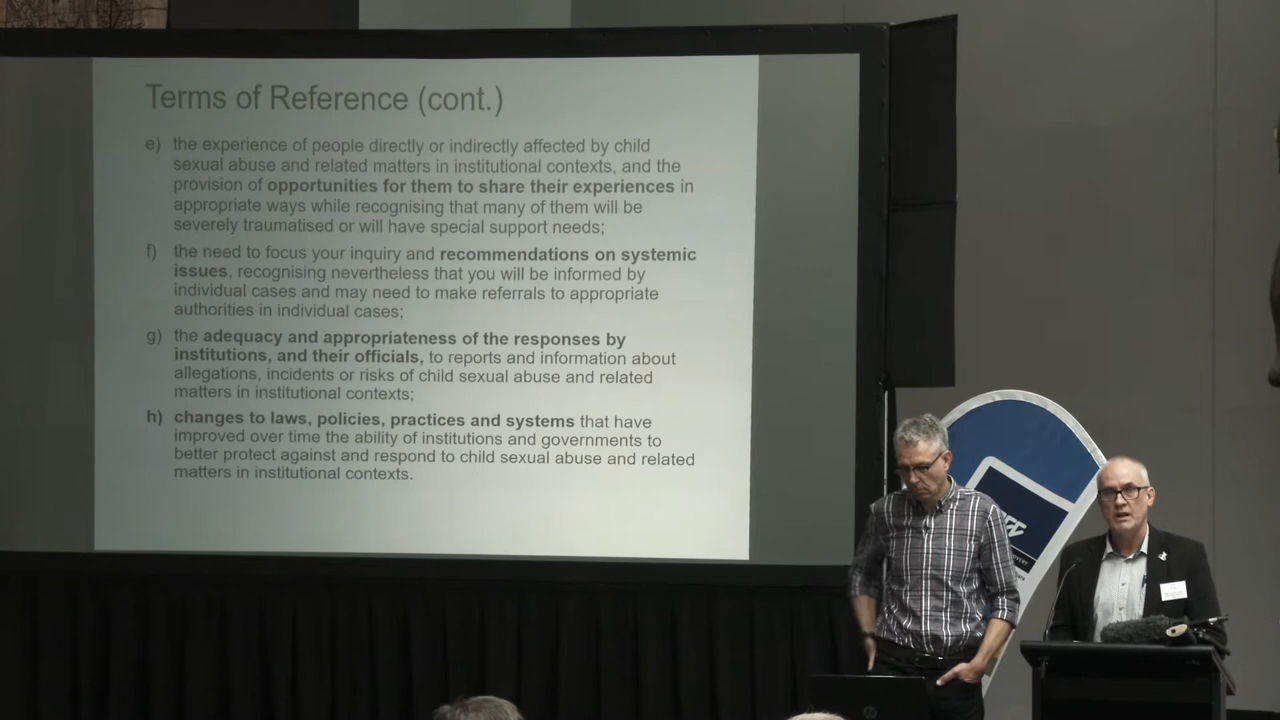 Terms of Reference (cont.)
e) the experience of people directly or indirectly affected by child
sexual abuse and related matters in institutional contexts, and the
provision of opportunities for them to share their experiences in
appropriate ways while recognising that many of them will be
severely traumatised or will have special support needs;
f) the need to focus your inquiry and recommendations on systemic
issues, recognising nevertheless that you will be informed by
individual cases and may need to make referrals to appropriate
authorities in individual cases;
g) the adequacy and appropriateness of the responses by
institutions, and their officials, to reports and information about
allegations, incidents or risks of child sexual abuse and related
matters in institutional contexts;
h) changes to laws, policies, practices and systems that have
improved over time the ability of institutions and governments to
better protect against and respond to child sexual abuse and related
matters in institutional contexts.